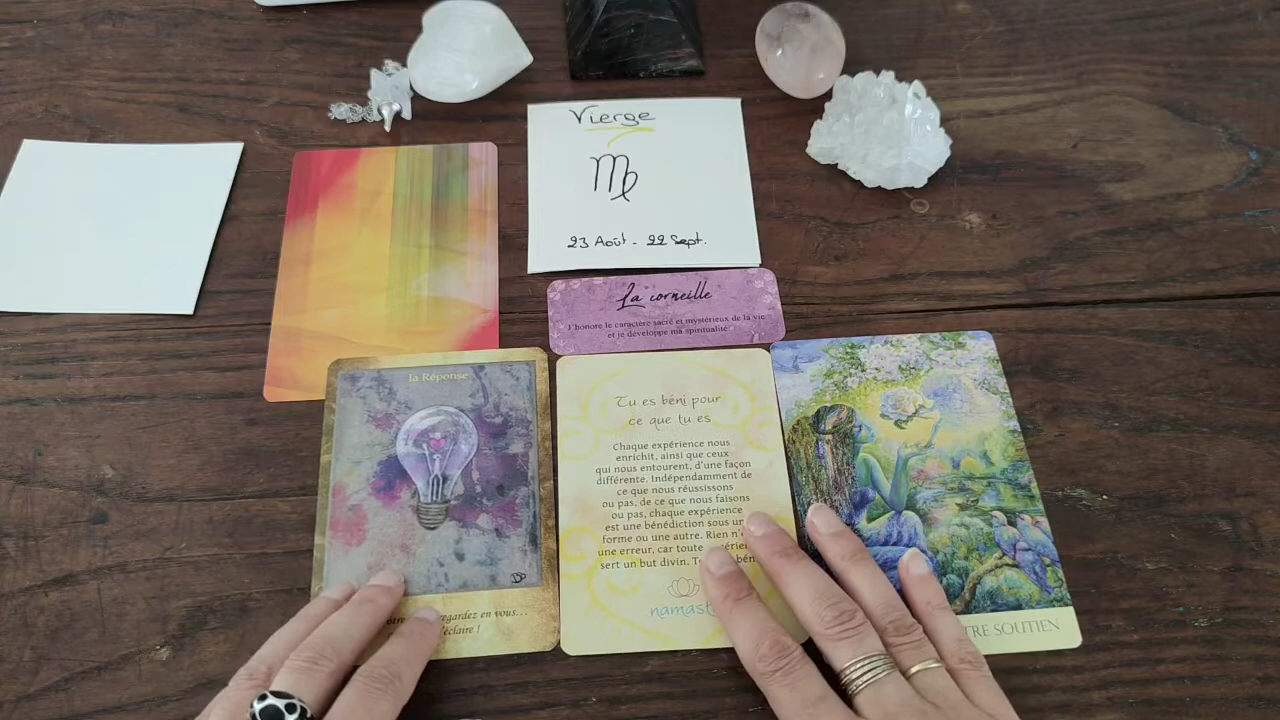 Vierge
23 Août - 22 Sept.
La corneille
J'honore le caractère sacré et mystérieux de la vie
et je développe ma spiritualité.
la Réponse
regardez en vous...
éclaire !
Tu es béni pour
ce que tu es
Chaque expérience nous
enrichit, ainsi que ceux
qui nous entourent, d'une façon
différente. Indépendamment de
ce que nous réussissons
ou pas, de ce que nous faisons
ou pas, chaque expérience
est une bénédiction sous
forme ou une autre. Rien
une erreur, car toute
sert un but divin.
namast
TRE SOUTIEN